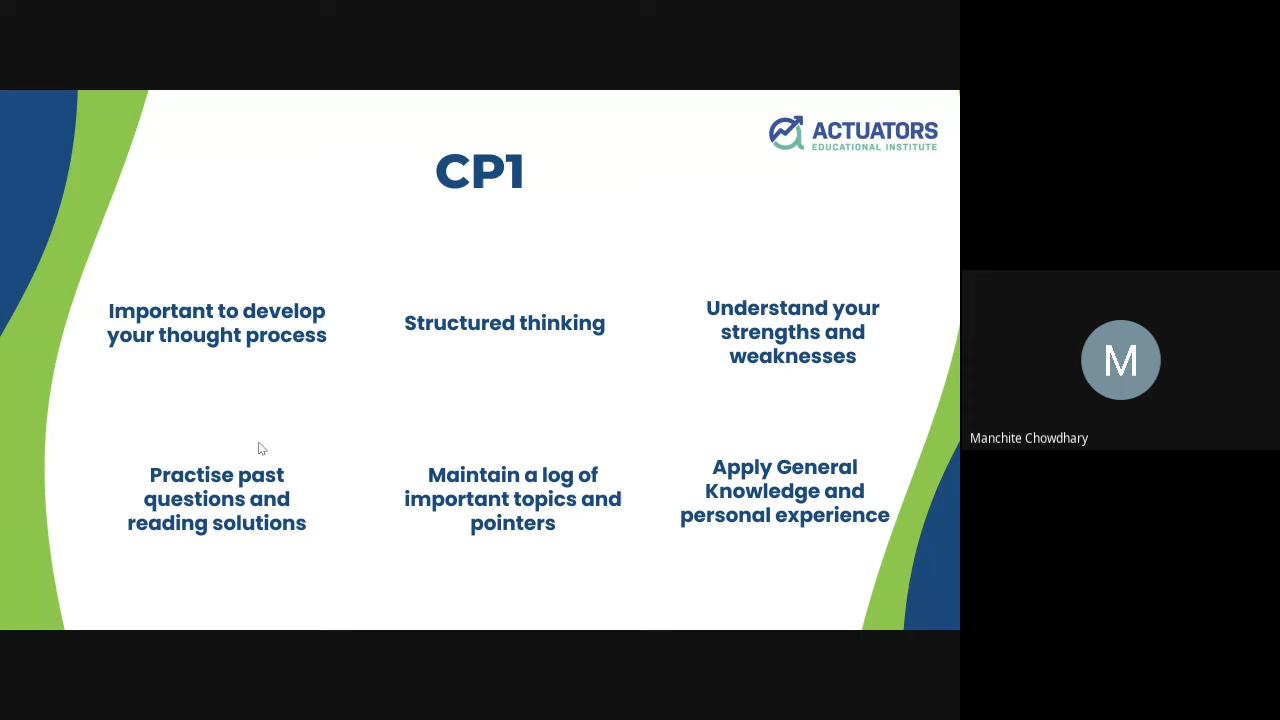 ACTUATORS
EDUCATIONAL INSTITUTE
CP1
Important to develop
your thought process
Structured thinking
Understand your
strengths and
weaknesses
Practise past
questions and
reading solutions
Maintain a log of
important topics and
pointers
Apply General
Knowledge and
personal experience
M
Manchite Chowdhary